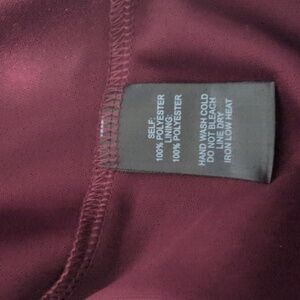 SELF:
100% POLYESTER
LINING:
100% POLYESTER
HAND WASH COLD
DO NOT BLEACH
LINE DRY
IRON LOW HEAT